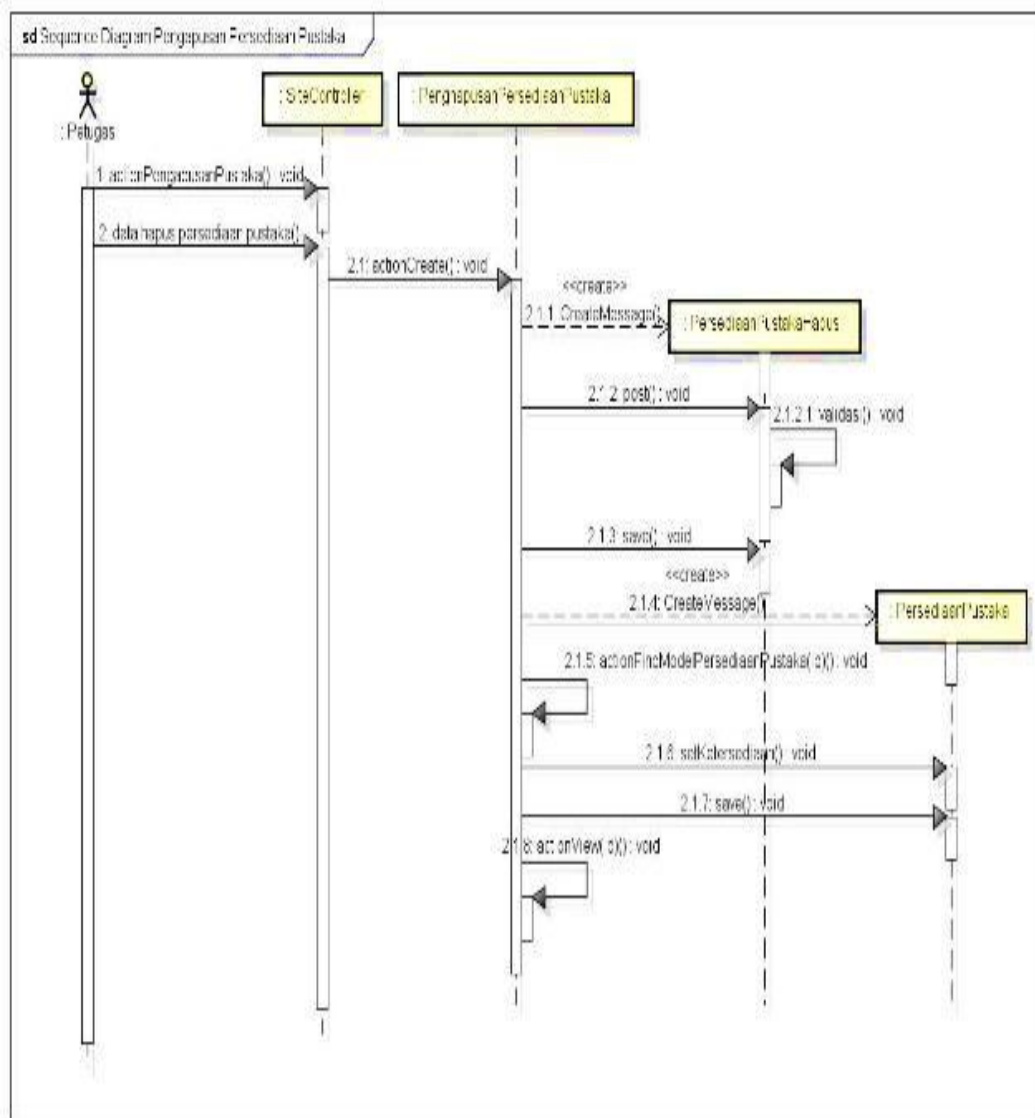 sd Sequence Diagram Pengapusan Persediaan Pustaka
: Petugas
: SiteController
: PenghapusanPersediaanPustaka
1: actionPengapusanPustaka() : void
2: data hapus persediaan pustaka()
2.1: actionCreate() : void
<<create>>
2.1.1: CreateMessage()
: PersediaanPustakaHapus
2.1.2: post() : void
2.1.2.1: validasi() : void
2.1.3: save() : void
<<create>>
2.1.4: CreateMessage()
: PersediaanPustaka
2.1.5: actionFindModelPersediaanPustaka(id)() : void
2.1.6: setKetersediaan() : void
2.1.7: save() : void
2.1.8: actionView(id)() : void